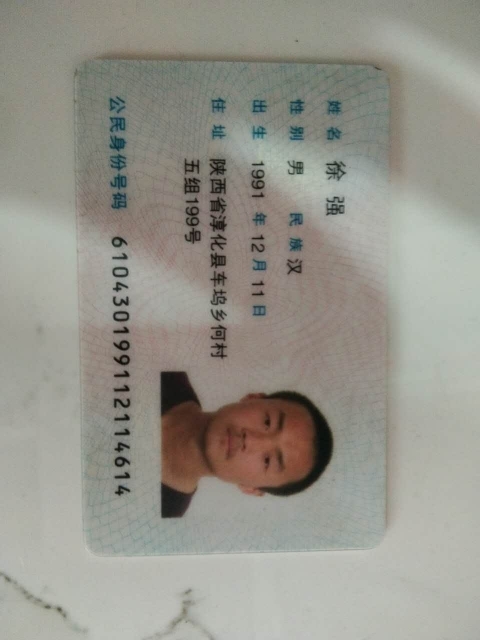 姓名 徐强
性别 男 民族 汉
出生 1991 年 12 月 11 日
住址 陕西省淳化县车坞乡何村
五组199号
公民身份号码 610430199112114614